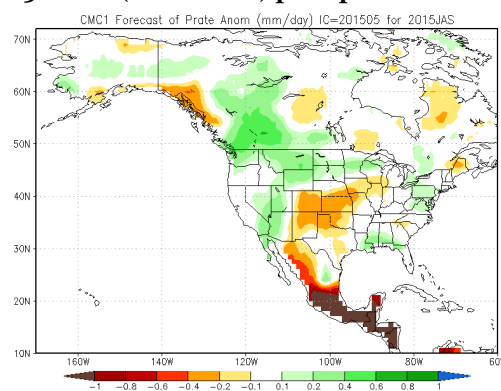 CMC1 Forecast of Prate Anom (mm/day) IC=201505 for 2015JAS
70N
60N
50N
40N
30N
20N
10N
160W 140W 120W 100W 80W
-1 -0.8 -0.6 -0.4 -0.2 -0.1 0.1 0.2 0.4 0.6 0.8 1